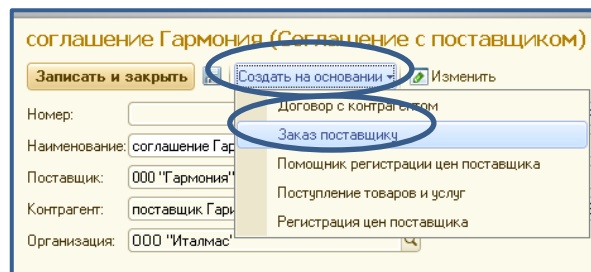 соглашение Гармония (Соглашение с поставщиком)
Записать и закрыть Создать на основании Изменить
Договор с контрагентом
Номер:
Заказ поставщику
Наименование: соглашение Гар
Помощник регистрации цен поставщика
Поставщик: ООО "Гармония"
Поступление товаров и услуг
Контрагент: поставщик Гар
Регистрация цен поставщика
Организация: ООО "Италмас"